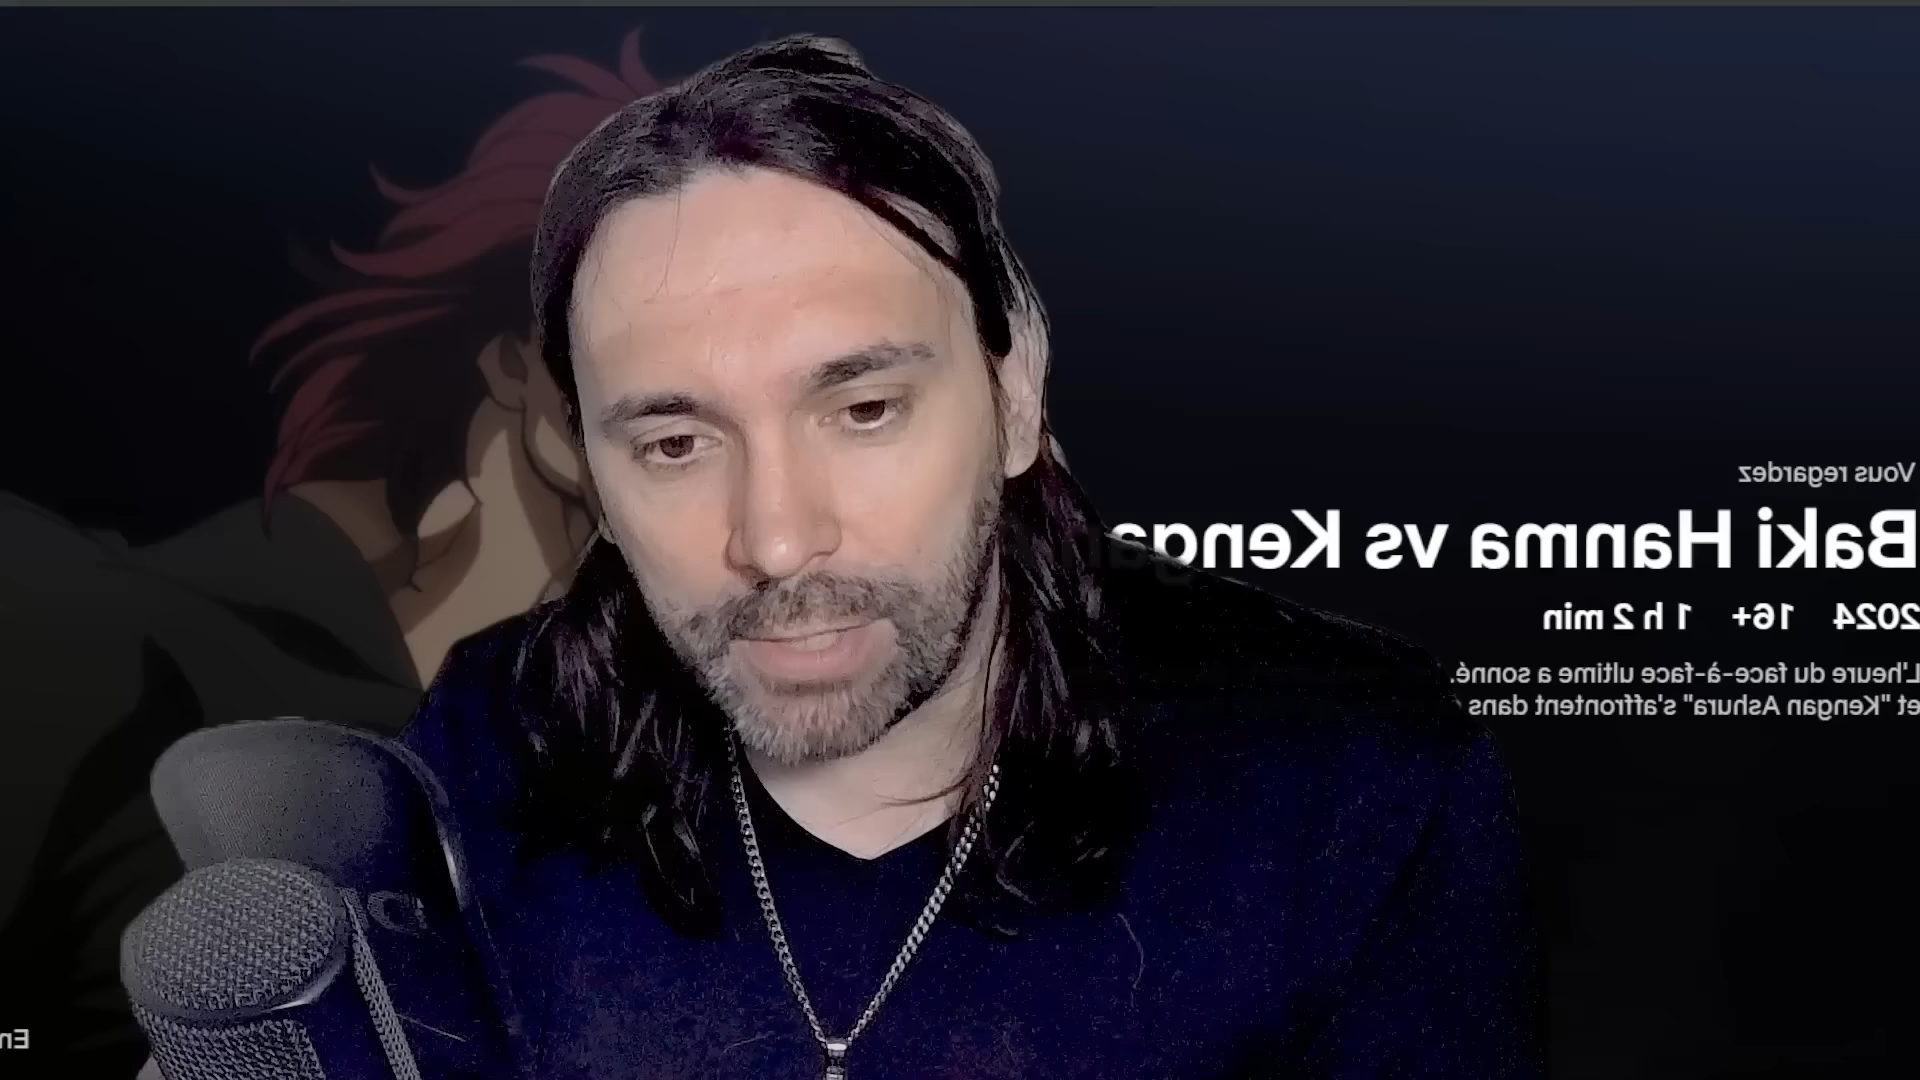 Vous regardez
Baki Hanma vs Kenga
2024 16+ 1 h 2 min
L'heure du face-à-face ultime a sonné.
et "Kengan Ashura" s'affrontent dans
En